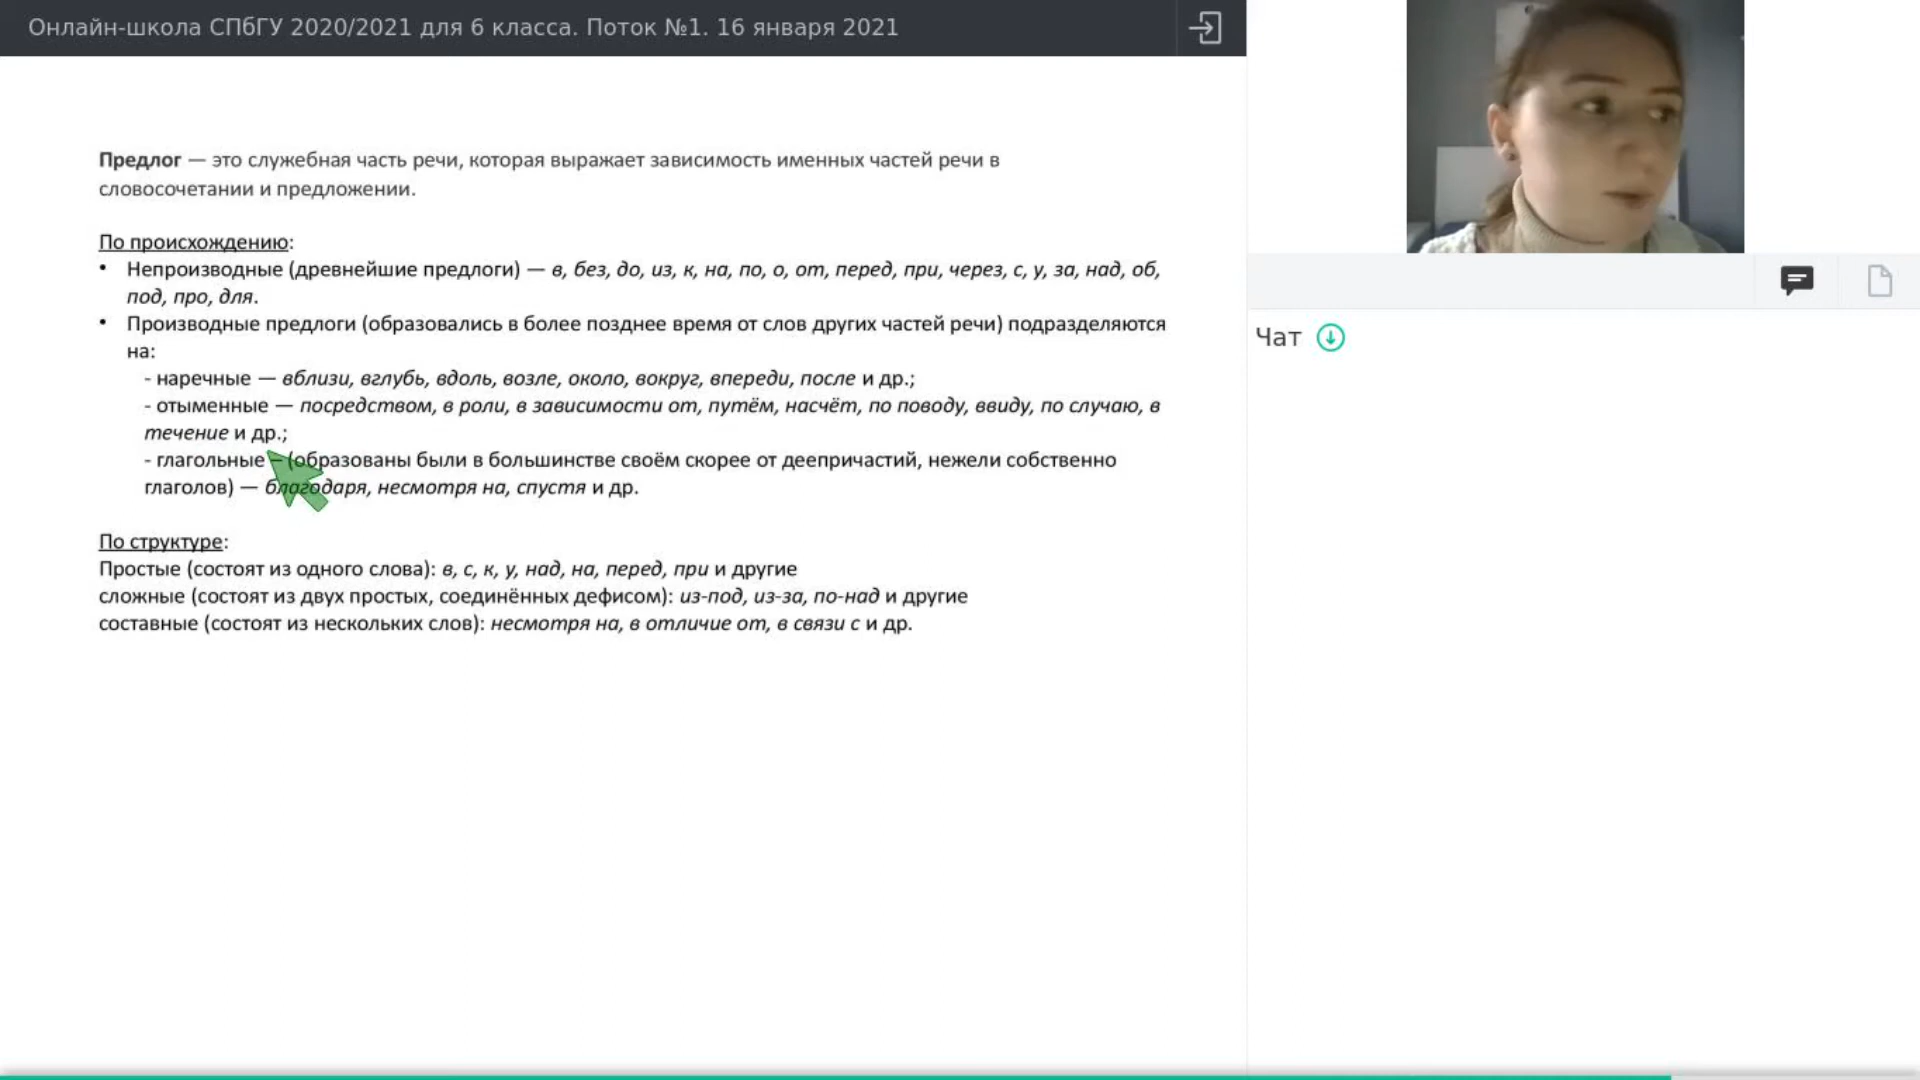 Онлайн-школа СПбГУ 2020/2021 для 6 класса. Поток №1. 16 января 2021
Предлог — это служебная часть речи, которая выражает зависимость именных частей речи в
словосочетании и предложении.
По происхождению:
• Непроизводные (древнейшие предлоги) — в, без, до, из, к, на, по, о, от, перед, при, через, с, у, за, над, об,
под, про, для.
• Производные предлоги (образовались в более позднее время от слов других частей речи) подразделяются
на:
- наречные — вблизи, вглубь, вдоль, возле, около, вокруг, впереди, после и др.;
- отыменные — посредством, в роли, в зависимости от, путём, насчёт, по поводу, ввиду, по случаю, в
течение и др.;
- глагольные – (образованы были в большинстве своём скорее от деепричастий, нежели собственно
глаголов) — благодаря, несмотря на, спустя и др.
По структуре:
Простые (состоят из одного слова): в, с, к, у, над, на, перед, при и другие
сложные (состоят из двух простых, соединённых дефисом): из-под, из-за, по-над и другие
составные (состоят из нескольких слов): несмотря на, в отличие от, в связи с и др.
Чат